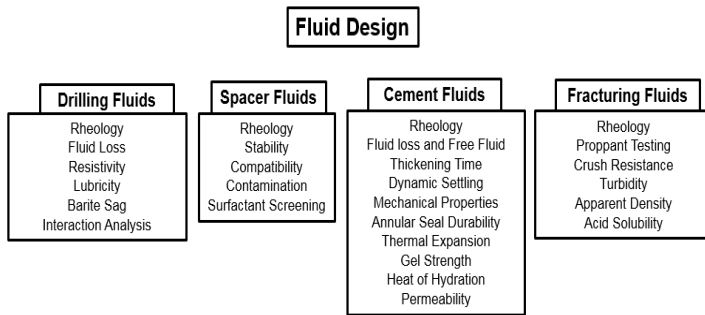 Fluid Design
Drilling Fluids
Rheology
Fluid Loss
Resistivity
Lubricity
Barite Sag
Interaction Analysis
Spacer Fluids
Rheology
Stability
Compatibility
Contamination
Surfactant Screening
Cement Fluids
Rheology
Fluid loss and Free Fluid
Thickening Time
Dynamic Settling
Mechanical Properties
Annular Seal Durability
Thermal Expansion
Gel Strength
Heat of Hydration
Permeability
Fracturing Fluids
Rheology
Proppant Testing
Crush Resistance
Turbidity
Apparent Density
Acid Solubility